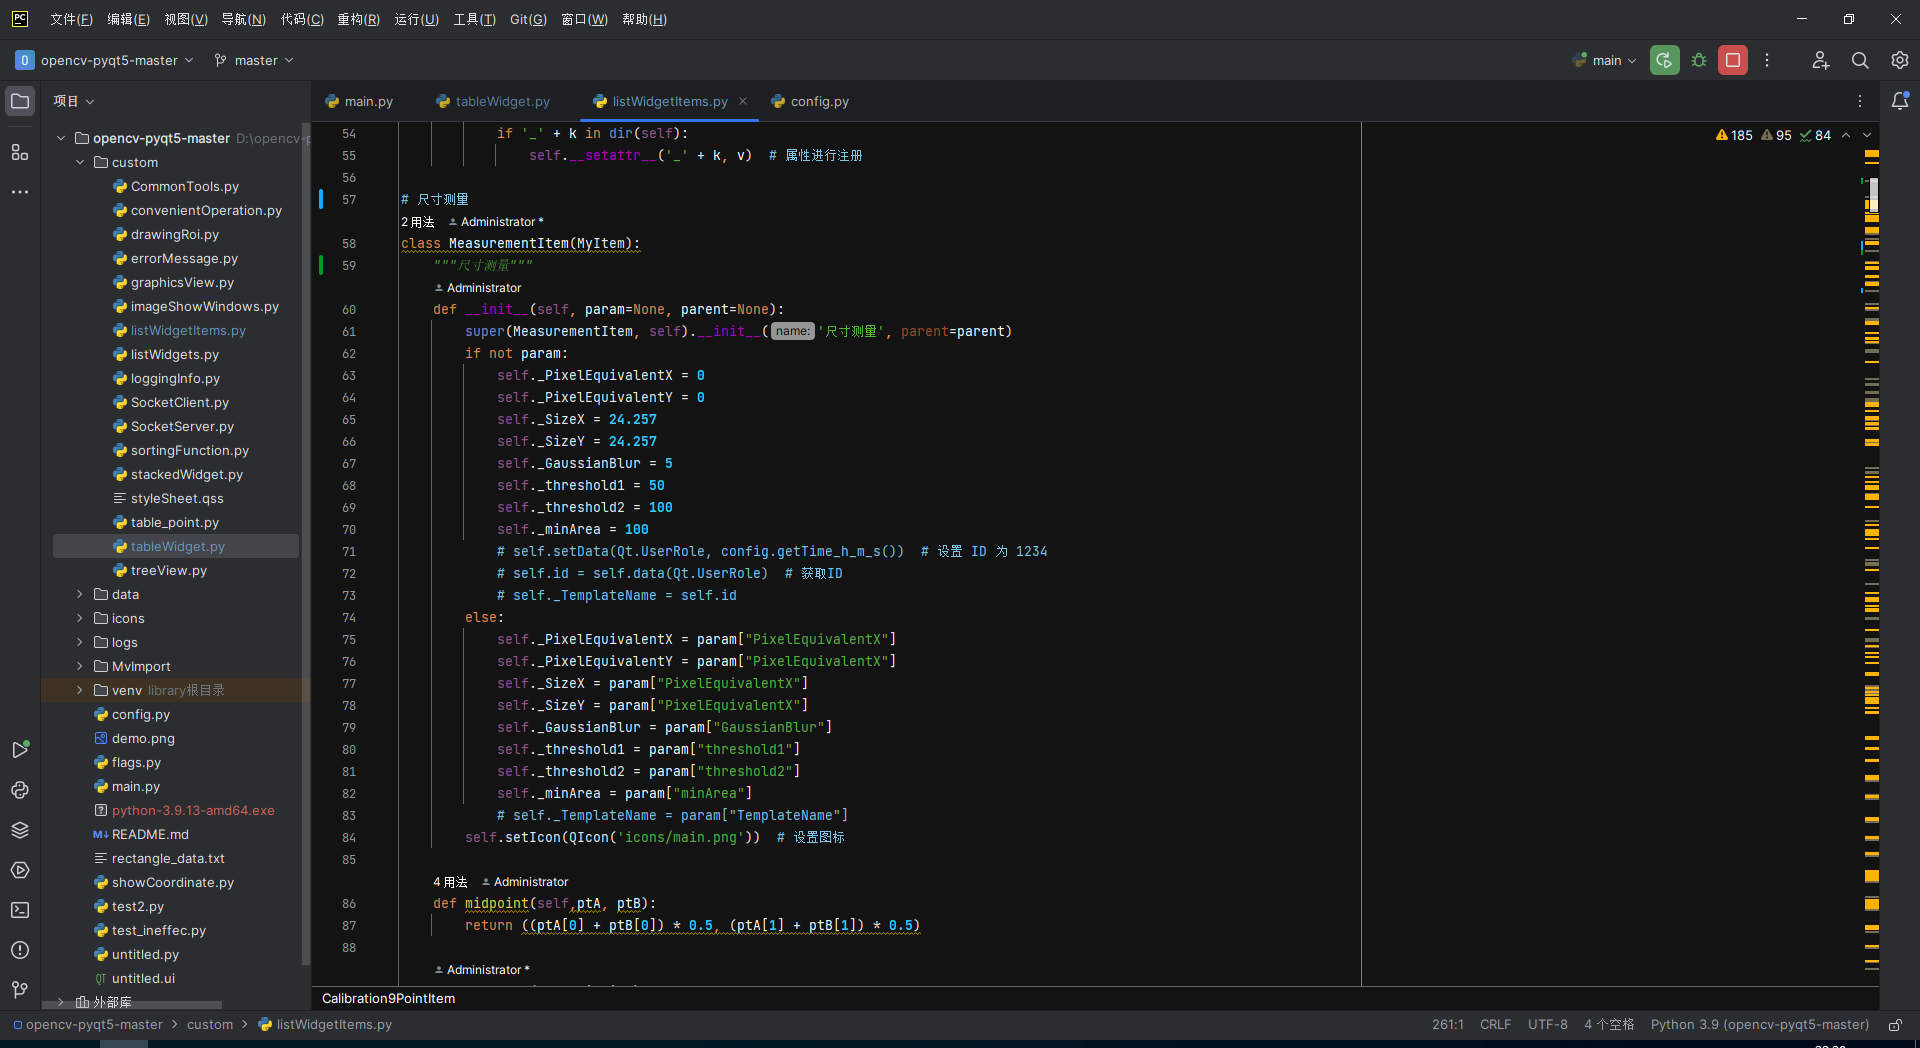 PC 文件(F) 编辑(E) 视图(V) 导航(N) 代码(C) 重构(R) 运行(U) 工具(T) Git(G) 窗口(W) 帮助(H)
O opencv-pyqt5-master master main
项目
main.py tableWidget.py listWidgetItems.py config.py
opencv-pyqt5-master D:\opencv-p
custom
CommonTools.py
convenientOperation.py
drawingRoi.py
errorMessage.py
graphicsView.py
imageShowWindows.py
listWidgetItems.py
listWidgets.py
loggingInfo.py
SocketClient.py
SocketServer.py
sortingFunction.py
stackedWidget.py
styleSheet.qss
table_point.py
tableWidget.py
treeView.py
data
icons
logs
MvImport
venv library根目录
config.py
demo.png
flags.py
main.py
python-3.9.13-amd64.exe
M↓ README.md
rectangle_data.txt
showCoordinate.py
test2.py
test_ineffec.py
untitled.py
QT untitled.ui
外部库
185 95 84
54 if '_' + k in dir(self):
55 self.__setattr__('_' + k, v) # 属性进行注册
56
57 # 尺寸测量
2 用法 Administrator *
58 class MeasurementItem(MyItem):
59 """尺寸测量"""
Administrator
60 def __init__(self, param=None, parent=None):
61 super(MeasurementItem, self).__init__( name: '尺寸测量', parent=parent)
62 if not param:
63 self._PixelEquivalentX = 0
64 self._PixelEquivalentY = 0
65 self._SizeX = 24.257
66 self._SizeY = 24.257
67 self._GaussianBlur = 5
68 self._threshold1 = 50
69 self._threshold2 = 100
70 self._minArea = 100
71 # self.setData(Qt.UserRole, config.getTime_h_m_s()) # 设置 ID 为 1234
72 # self.id = self.data(Qt.UserRole) # 获取ID
73 # self._TemplateName = self.id
74 else:
75 self._PixelEquivalentX = param["PixelEquivalentX"]
76 self._PixelEquivalentY = param["PixelEquivalentX"]
77 self._SizeX = param["PixelEquivalentX"]
78 self._SizeY = param["PixelEquivalentX"]
79 self._GaussianBlur = param["GaussianBlur"]
80 self._threshold1 = param["threshold1"]
81 self._threshold2 = param["threshold2"]
82 self._minArea = param["minArea"]
83 # self._TemplateName = param["TemplateName"]
84 self.setIcon(QIcon('icons/main.png')) # 设置图标
85
4 用法 Administrator
86 def midpoint(self,ptA, ptB):
87 return ((ptA[0] + ptB[0]) * 0.5, (ptA[1] + ptB[1]) * 0.5)
88
Administrator *
Calibration9PointItem
opencv-pyqt5-master > custom > listWidgetItems.py 261:1 CRLF UTF-8 4 个空格 Python 3.9 (opencv-pyqt5-master)